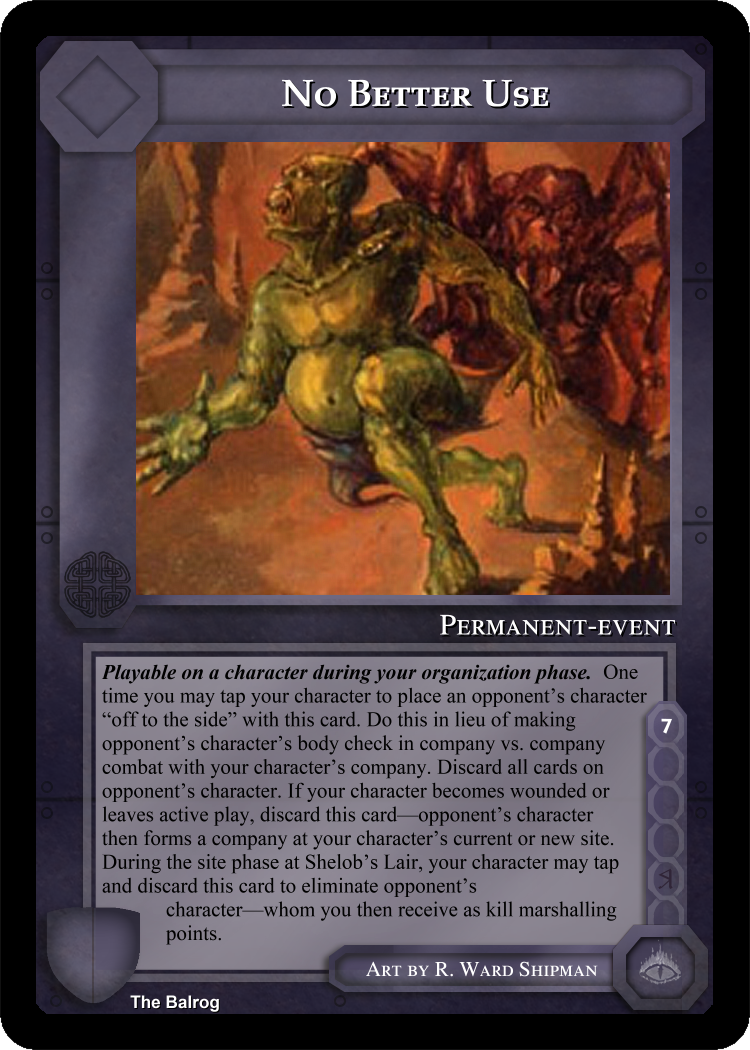 No Better Use
Permanent-event
Playable on a character during your organization phase. One
time you may tap your character to place an opponent’s character
“off to the side” with this card. Do this in lieu of making
opponent’s character’s body check in company vs. company
combat with your character’s company. Discard all cards on
opponent’s character. If your character becomes wounded or
leaves active play, discard this card—opponent’s character
then forms a company at your character’s current or new site.
During the site phase at Shelob’s Lair, your character may tap
and discard this card to eliminate opponent’s
character—whom you then receive as kill marshalling
points.
7
Art by R. Ward Shipman
The Balrog